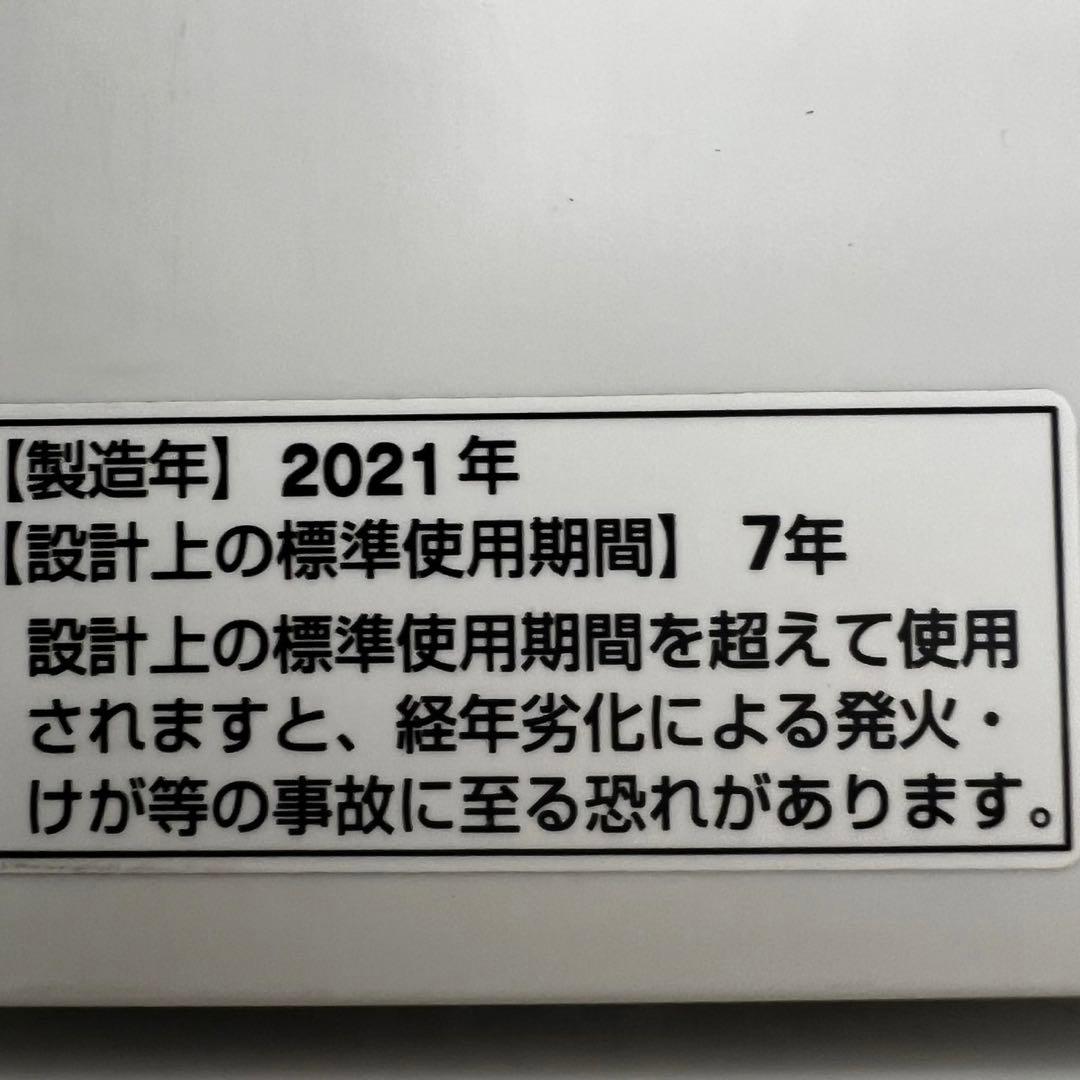 【製造年】 2021年
【設計上の標準使用期間】 7年
設計上の標準使用期間を超えて使用
されますと、経年劣化による発火・
けが等の事故に至る恐れがあります。